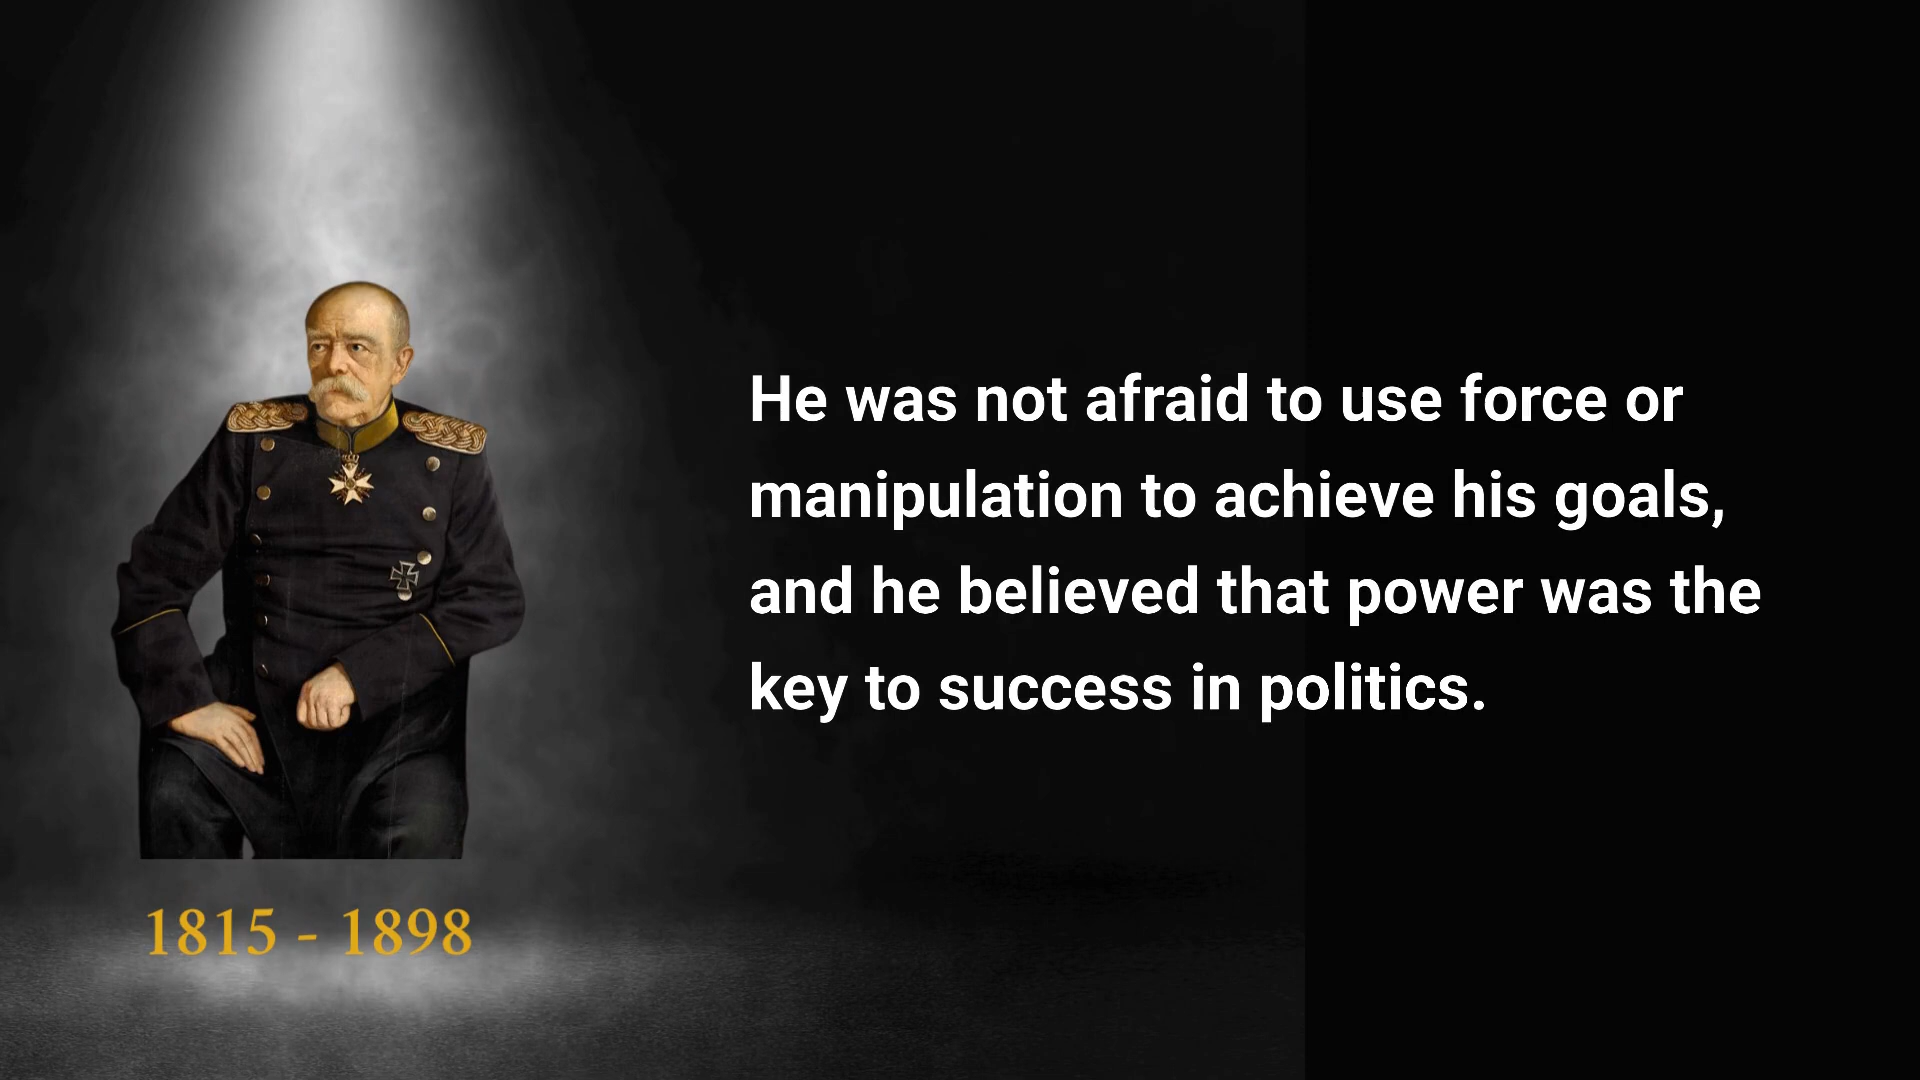 He was not afraid to use force or
manipulation to achieve his goals,
and he believed that power was the
key to success in politics.
1815 - 1898